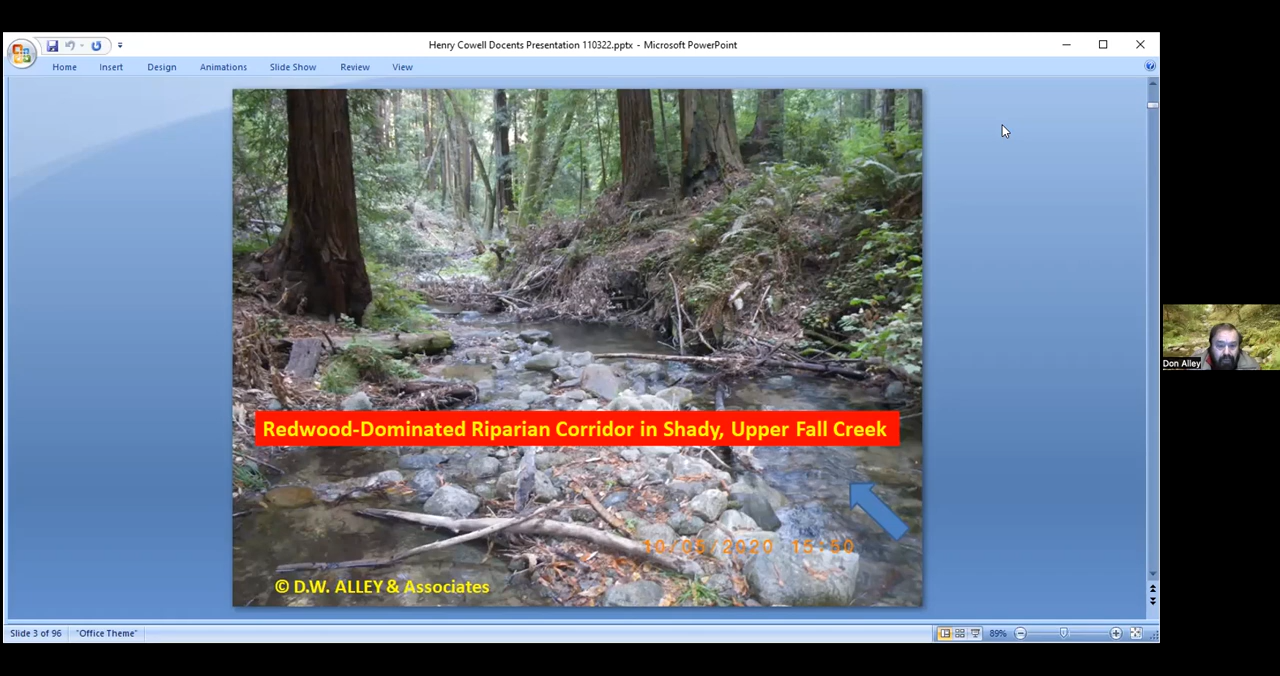 Henry Cowell Docents Presentation 110322.pptx - Microsoft PowerPoint
Home Insert Design Animations Slide Show Review View
Redwood-Dominated Riparian Corridor in Shady, Upper Fall Creek
10/05/2020 15:50
© D.W. ALLEY & Associates
Don Alley
Slide 3 of 96 "Office Theme" 89%